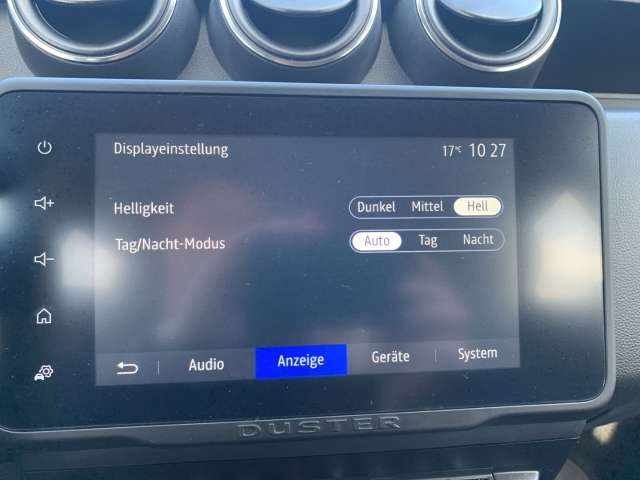 Displayeinstellung 17°C 10 27
Helligkeit Dunkel Mittel Hell
Tag/Nacht-Modus Auto Tag Nacht
Audio Anzeige Geräte System
DUSTER